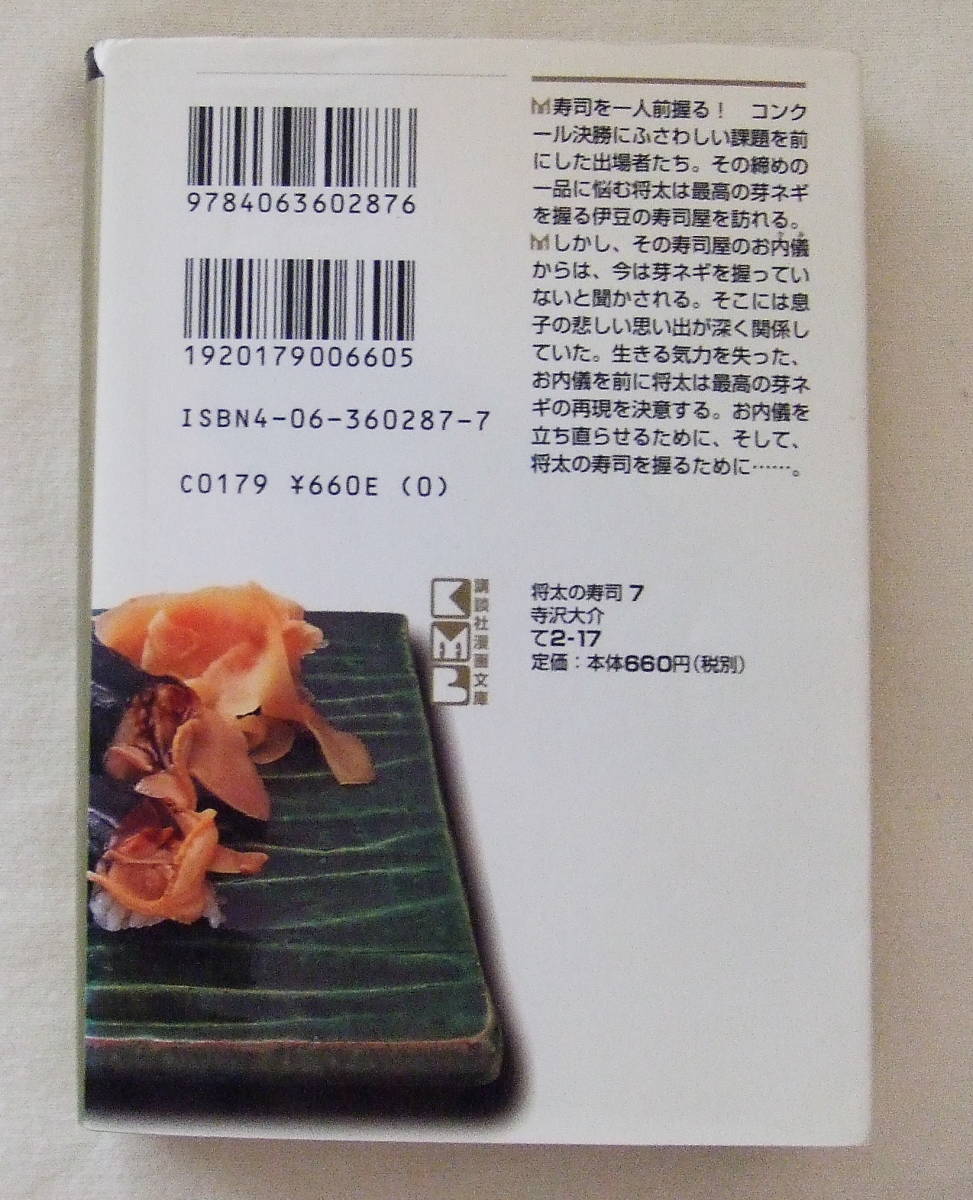 9784063602876
1920179006605
ISBN4-06-360287-7
C0179 ¥660E (0)
寿司を一人前握る！ コンク
ール決勝にふさわしい課題を前
にした出場者たち。その締めの
一品に悩む将太は最高の芽ネギ
を握る伊豆の寿司屋を訪れる。
しかし、その寿司屋のお内儀
からは、今は芽ネギを握ってい
ないと聞かされる。そこには息
子の悲しい思い出が深く関係し
ていた。生きる気力を失った、
お内儀を前に将太は最高の芽ネ
ギの再現を決意する。お内儀を
立ち直らせるために、そして、
将太の寿司を握るために……。
KMB
講談社漫画文庫
将太の寿司 7
寺沢大介
て2-17
定価：本体660円（税別）